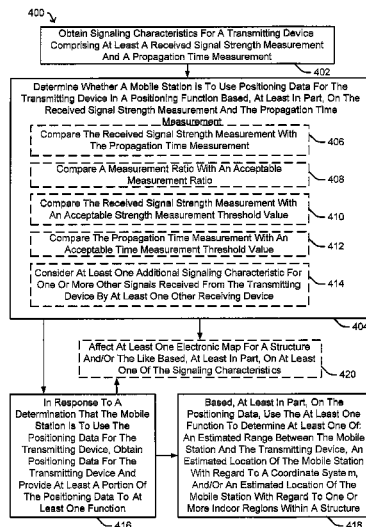 400
Obtain Signaling Characteristics For A Transmitting Device
Comprising At Least A Received Signal Strength Measurement
And A Propagation Time Measurement
402
Determine Whether A Mobile Station Is To Use Positioning Data For The
Transmitting Device In A Positioning Function Based, At Least In Part, On The
Received Signal Strength Measurement And The Propagation Time
Measurement
Compare The Received Signal Strength Measurement With
The Propagation Time Measurement
406
Compare A Measurement Ratio With An Acceptable
Measurement Ratio
408
Compare The Received Signal Strength Measurement With
An Acceptable Strength Measurement Threshold Value
410
Compare The Propagation Time Measurement With An
Acceptable Time Measurement Threshold Value
412
Consider At Least One Additional Signaling Characteristic For
One or More Other Signals Received From The Transmitting
Device By At Least One Other Receiving Device
414
404
Affect At Least One Electronic Map For A Structure
And/Or The Like Based, At Least In Part, On At Least
One Of The Signaling Characteristics
420
In Response To A
Determination That The Mobile
Station Is To Use The
Positioning Data For The
Transmitting Device, Obtain
Positioning Data For The
Transmitting Device And
Provide At Least A Portion Of
The Positioning Data To At
Least One Function
416
Based, At Least In Part, On The
Positioning Data, Use The At Least One
Function To Determine At Least One Of:
An Estimated Range Between The Mobile
Station And The Transmitting Device, An
Estimated Location Of The Mobile Station
With Regard To A Coordinate System,
And/Or An Estimated Location Of The
Mobile Station With Regard To One Or
More Indoor Regions Within A Structure
418